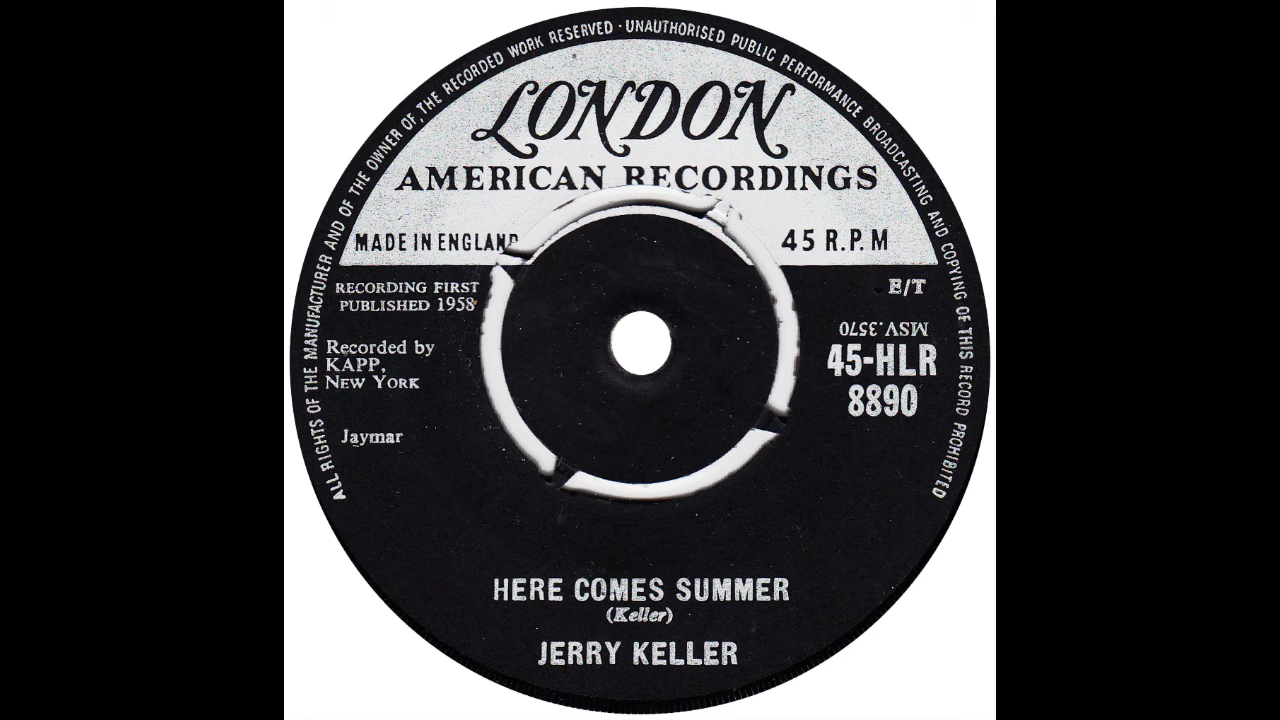 ALL RIGHTS OF THE MANUFACTURER AND OF THE OWNER OF THE RECORDED WORK RESERVED · UNAUTHORISED PUBLIC PERFORMANCE BROADCASTING AND COPYING OF THIS RECORD PROHIBITED
LONDON
AMERICAN RECORDINGS
MADE IN ENGLAND
45 R.P.M
RECORDING FIRST
PUBLISHED 1958
E/T
MSV.3570
Recorded by
KAPP,
NEW YORK
45-HLR
8890
Jaymar
HERE COMES SUMMER
(Keller)
JERRY KELLER